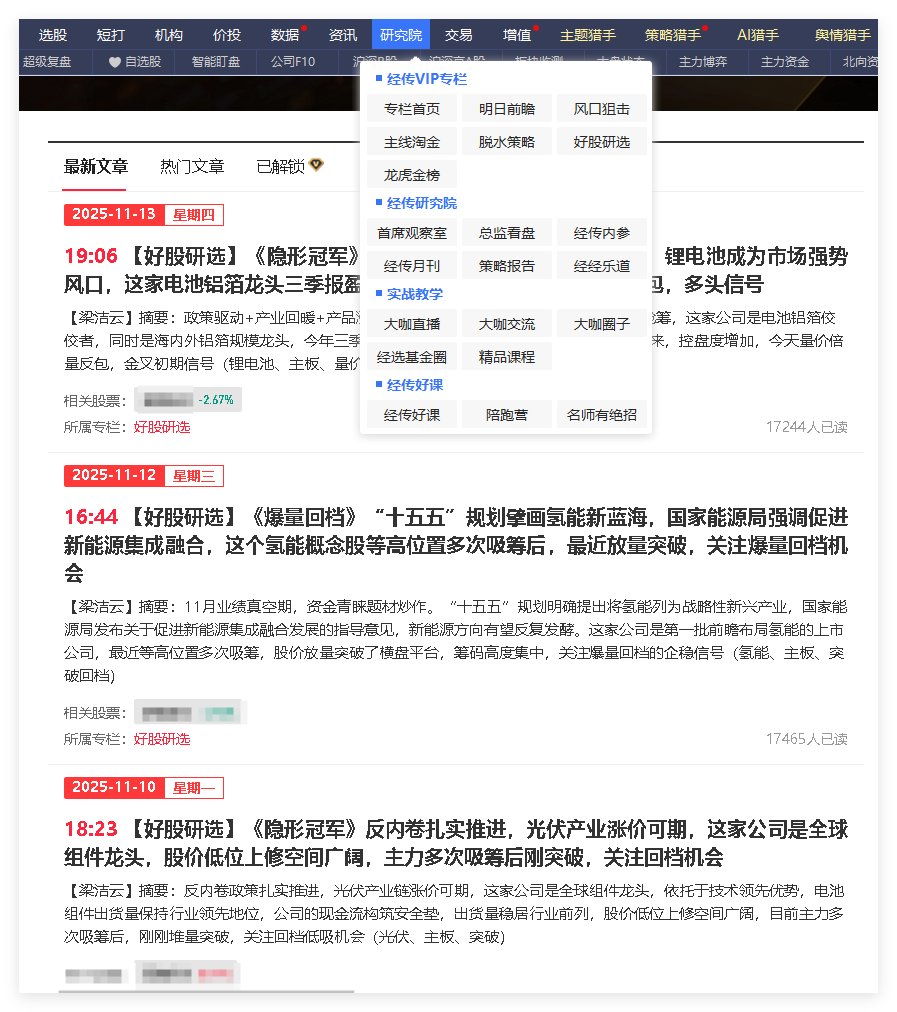 选股 短打 机构 价投 数据 资讯 研究院 交易 增值 主题猎手 策略猎手 AI猎手 舆情猎手
超级复盘 自选股 智能盯盘 公司F10 主力博弈 主力资金 北向资
经传VIP专栏
专栏首页 明日前瞻 风口狙击
主线淘金 脱水策略 好股研选
龙虎金榜
经传研究院
首席观察室 总监看盘 经传内参
经传月刊 策略报告 经经乐道
实战教学
大咖直播 大咖交流 大咖圈子
经选基金圈 精品课程
经传好课
经传好课 陪跑营 名师有绝招
最新文章 热门文章 已解锁
2025-11-13 星期四
19:06 【好股研选】《隐形冠军》 锂电池成为市场强势
风口，这家电池铝箔龙头三季报盈 包，多头信号
【梁洁云】摘要：政策驱动+产业回暖+产品涨 筹，这家公司是电池铝箔佼
佼者，同时是海内外铝箔规模龙头，今年三季 来，控盘度增加，今天量价倍
量反包，金叉初期信号（锂电池、主板、量价
相关股票： -2.67%
所属专栏：好股研选 17244人已读
2025-11-12 星期三
16:44 【好股研选】《爆量回档》“十五五”规划擘画氢能新蓝海，国家能源局强调促进
新能源集成融合，这个氢能概念股等高位置多次吸筹后，最近放量突破，关注爆量回档机
会
【梁洁云】摘要：11月业绩真空期，资金青睐题材炒作。“十五五”规划明确提出将氢能列为战略性新兴产业，国家能
源局发布关于促进新能源集成融合发展的指导意见，新能源方向有望反复发酵。这家公司是第一批前瞻布局氢能的上市
公司，最近等高位置多次吸筹，股价放量突破了横盘平台，筹码高度集中，关注爆量回档的企稳信号（氢能、主板、突
破回档）
相关股票：
所属专栏：好股研选 17465人已读
2025-11-10 星期一
18:23 【好股研选】《隐形冠军》反内卷扎实推进，光伏产业涨价可期，这家公司是全球
组件龙头，股价低位上修空间广阔，主力多次吸筹后刚突破，关注回档机会
【梁洁云】摘要：反内卷政策扎实推进，光伏产业链涨价可期，这家公司是全球组件龙头，依托于技术领先优势，电池
组件出货量保持行业领先地位，公司的现金流构筑安全垫，出货量稳居行业前列，股价低位上修空间广阔，目前主力多
次吸筹后，刚刚堆量突破，关注回档低吸机会（光伏、主板、突破）